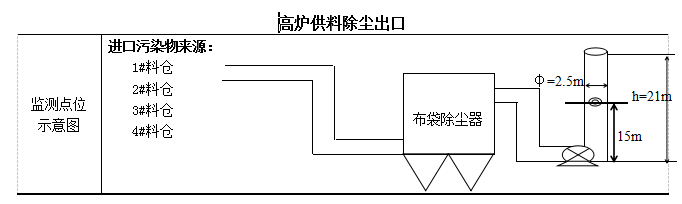 高炉供料除尘出口
进口污染物来源：
1#料仓
2#料仓
3#料仓
4#料仓
监测点位
示意图
布袋除尘器
Φ=2.5m
h=21m
15m